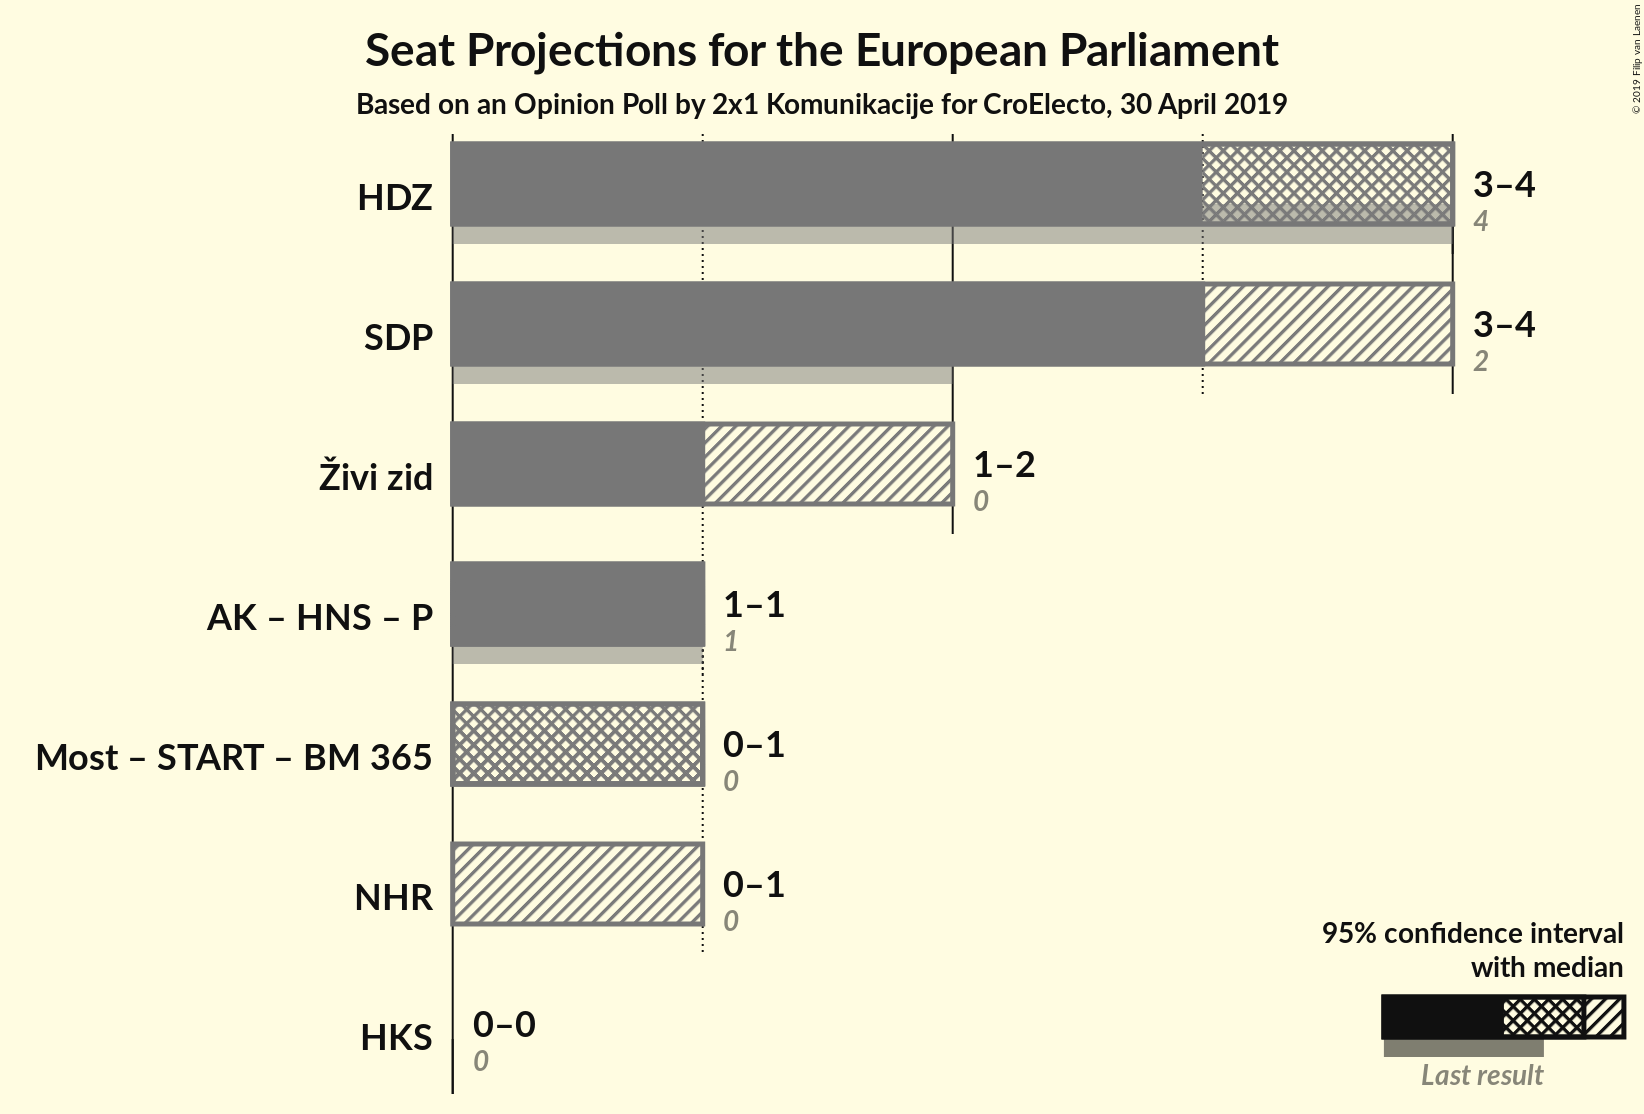 Seat Projections for the European Parliament
Based on an Opinion Poll by 2x1 Komunikacije for CroElecto, 30 April 2019
© 2019 Filip van Laenen
HDZ
3–4
4
SDP
3–4
2
Živi zid
1–2
0
AK – HNS – P
1–1
1
Most – START – BM 365
0–1
0
NHR
0–1
0
HKS
0–0
0
95% confidence interval
with median
Last result